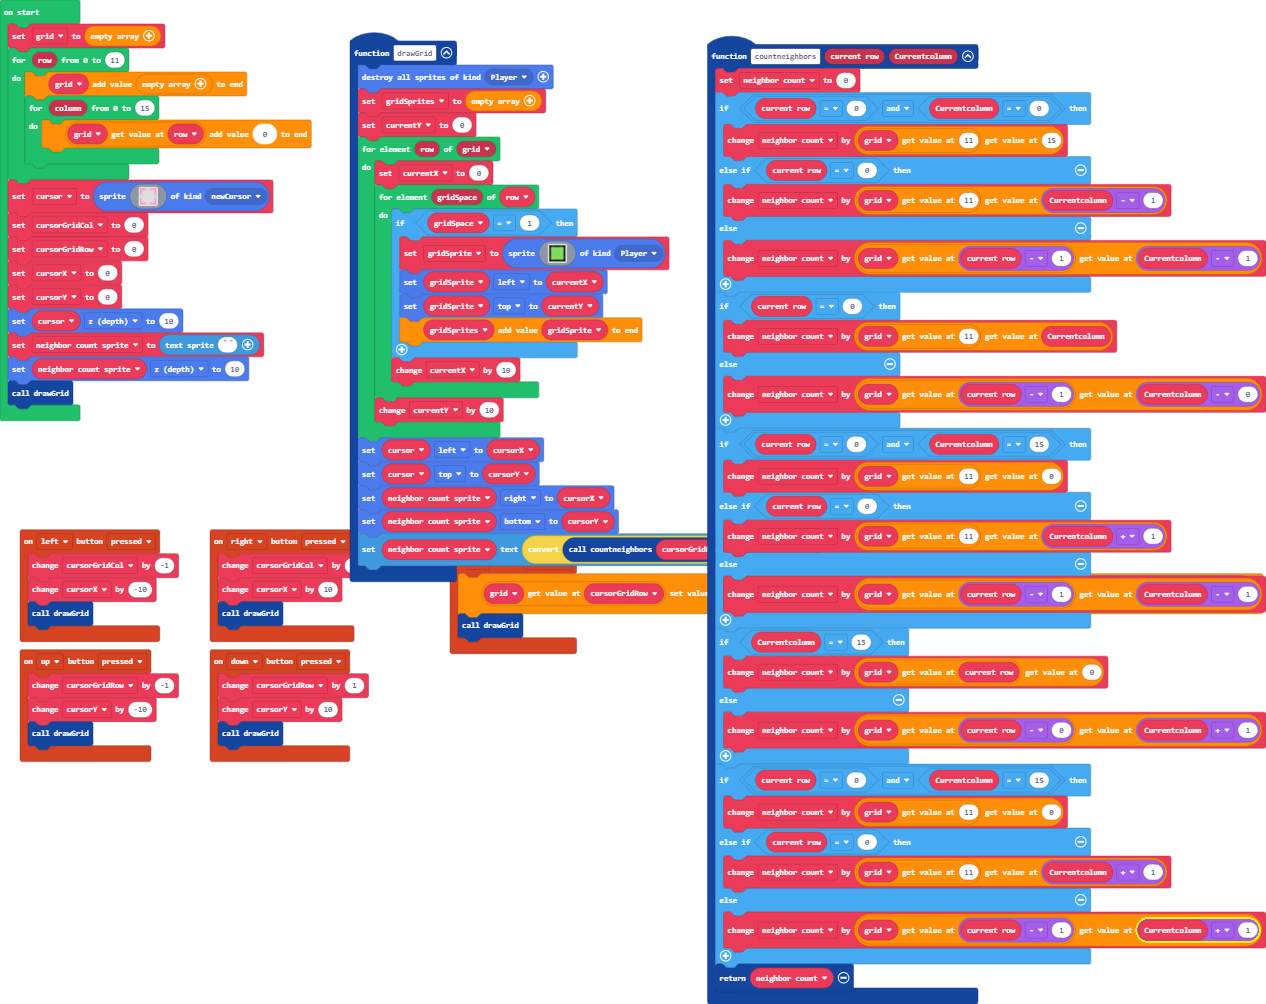 on start
set grid to empty array
for row from 0 to 11
do grid add value empty array to end
for column from 0 to 15
do grid get value at row add value 0 to end
set cursor to sprite of kind newCursor
set cursorGridCol to 0
set cursorGridRow to 0
set cursorX to 0
set cursorY to 0
set cursor z (depth) to 10
set neighbor count sprite to text sprite " "
set neighbor count sprite z (depth) to 10
call drawGrid
on left button pressed
change cursorGridCol by -1
change cursorX by -10
call drawGrid
on right button pressed
change cursorGridCol by
change cursorX by 10
call drawGrid
on up button pressed
change cursorGridRow by -1
change cursorY by -10
call drawGrid
on down button pressed
change cursorGridRow by 1
change cursorY by 10
call drawGrid
function drawGrid
destroy all sprites of kind Player
set gridSprites to empty array
set currentY to 0
for element row of grid
do set currentX to 0
for element gridSpace of row
do if gridSpace = 1 then
set gridSprite to sprite of kind Player
set gridSprite left to currentX
set gridSprite top to currentY
gridSprites add value gridSprite to end
change currentX by 10
change currentY by 10
set cursor left to cursorX
set cursor top to cursorY
set neighbor count sprite right to cursorX
set neighbor count sprite bottom to cursorY
set neighbor count sprite text convert call countneighbors
grid get value at cursorGridRow set
call drawGrid
function countneighbors current row Currentcolumn
set neighbor count to 0
if current row = 0 and Currentcolumn = 0 then
change neighbor count by grid get value at 11 get value at 15
else if current row = 0 then
change neighbor count by grid get value at 11 get value at Currentcolumn - 1
else
change neighbor count by grid get value at current row - 1 get value at Currentcolumn - 1
if current row = 0 then
change neighbor count by grid get value at 11 get value at Currentcolumn
else
change neighbor count by grid get value at current row - 1 get value at Currentcolumn - 0
if current row = 0 and Currentcolumn = 15 then
change neighbor count by grid get value at 11 get value at 0
else if current row = 0 then
change neighbor count by grid get value at 11 get value at Currentcolumn + 1
else
change neighbor count by grid get value at current row - 1 get value at Currentcolumn - 1
if Currentcolumn = 15 then
change neighbor count by grid get value at current row get value at 0
else
change neighbor count by grid get value at current row - 0 get value at Currentcolumn + 1
if current row = 0 and Currentcolumn = 15 then
change neighbor count by grid get value at 11 get value at 0
else if current row = 0 then
change neighbor count by grid get value at 11 get value at Currentcolumn + 1
else
change neighbor count by grid get value at current row - 1 get value at Currentcolumn + 1
return neighbor count